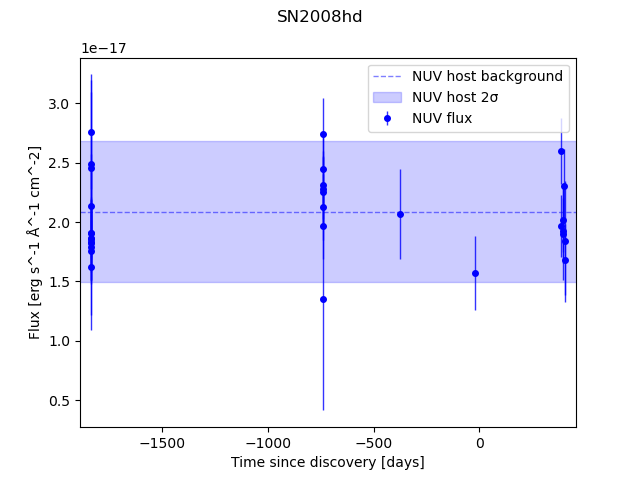 SN2008hd
1e−17
NUV host background
NUV host 2σ
NUV flux
3.0
2.5
2.0
1.5
1.0
0.5
Flux [erg s^-1 Å^-1 cm^-2]
−1500 −1000 −500 0
Time since discovery [days]